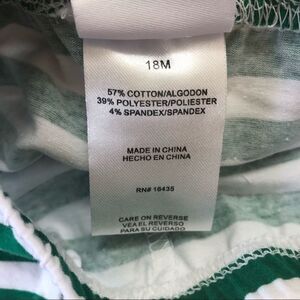 18M
57% COTTON/ALGODON
39% POLYESTER/POLIESTER
4% SPANDEX/SPANDEX
MADE IN CHINA
HECHO EN CHINA
RN# 16435
CARE ON REVERSE
VEA EL REVERSO
PARA SU CUIDADO